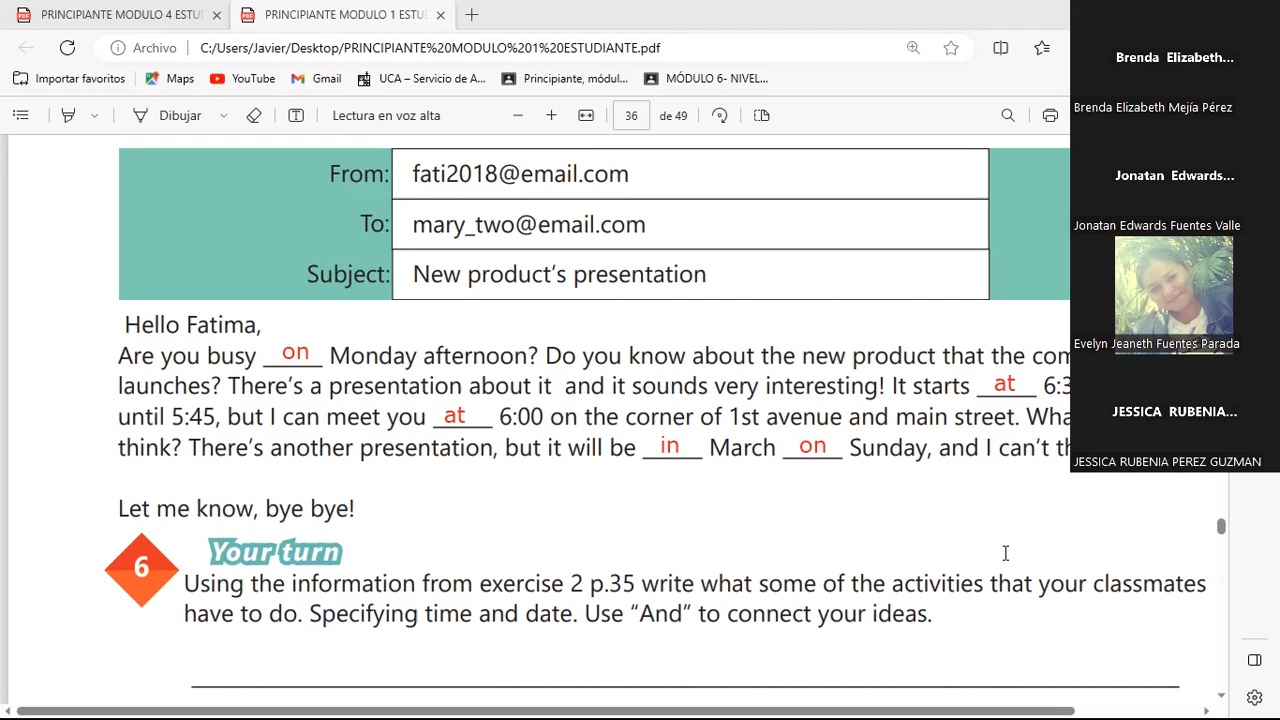 PRINCIPIANTE MODULO 4 ESTUD
PRINCIPIANTE MODULO 1 ESTUD
Archivo
C:/Users/Javier/Desktop/PRINCIPIANTE%20MODULO%201%20ESTUDIANTE.pdf
Importar favoritos
Maps
YouTube
Gmail
UCA – Servicio de A...
Principiante, módul...
MÓDULO 6- NIVEL...
Dibujar
Lectura en voz alta
36
de 49
From: fati2018@email.com
To: mary_two@email.com
Subject: New product's presentation
Hello Fatima,
Are you busy on Monday afternoon? Do you know about the new product that the com
launches? There's a presentation about it and it sounds very interesting! It starts at 6:3
until 5:45, but I can meet you at 6:00 on the corner of 1st avenue and main street. Wha
think? There's another presentation, but it will be in March on Sunday, and I can't th
Let me know, bye bye!
6
Your turn
Using the information from exercise 2 p.35 write what some of the activities that your classmates
have to do. Specifying time and date. Use “And” to connect your ideas.
Brenda Elizabeth...
Brenda Elizabeth Mejía Pérez
Jonatan Edwards...
Jonatan Edwards Fuentes Valle
Evelyn Jeaneth Fuentes Parada
JESSICA RUBENIA...
JESSICA RUBENIA PEREZ GUZMAN